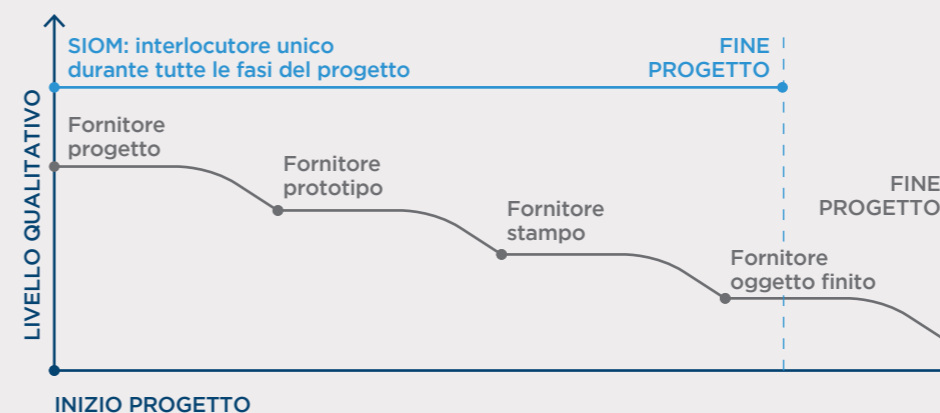 SIOM: interlocutore unico
durante tutte le fasi del progetto
FINE
PROGETTO
LIVELLO QUALITATIVO
Fornitore
progetto
Fornitore
prototipo
Fornitore
stampo
FINE
PROGETTO
Fornitore
oggetto finito
INIZIO PROGETTO